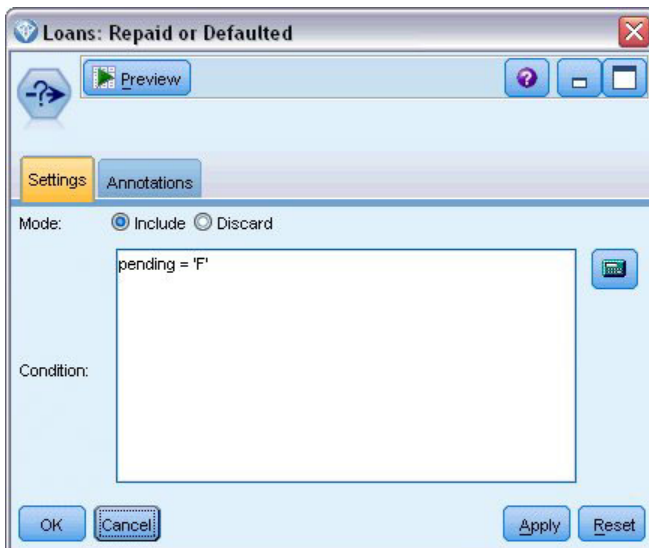 Loans: Repaid or Defaulted
Preview
Settings
Annotations
Mode:
Include
Discard
pending = 'F'
Condition:
OK
Cancel
Apply
Reset